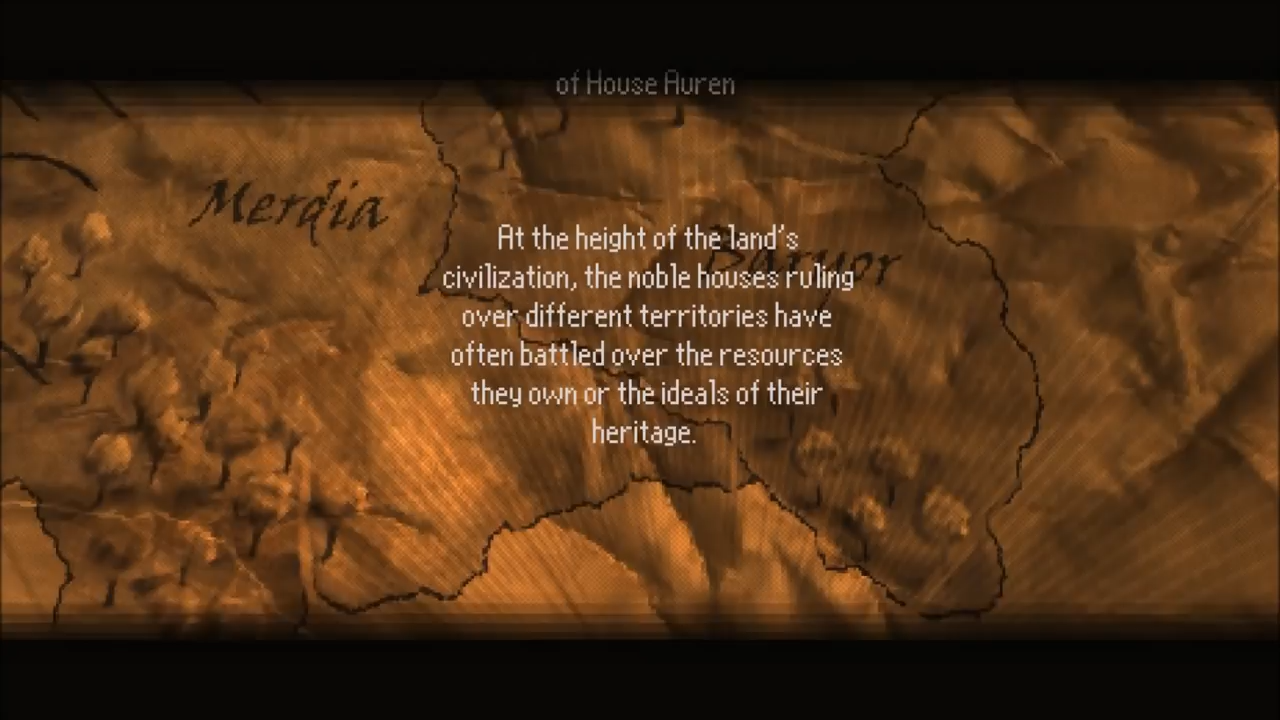 of House Auren
Merdia
Baryor
At the height of the land's
civilization, the noble houses ruling
over different territories have
often battled over the resources
they own or the ideals of their
heritage.